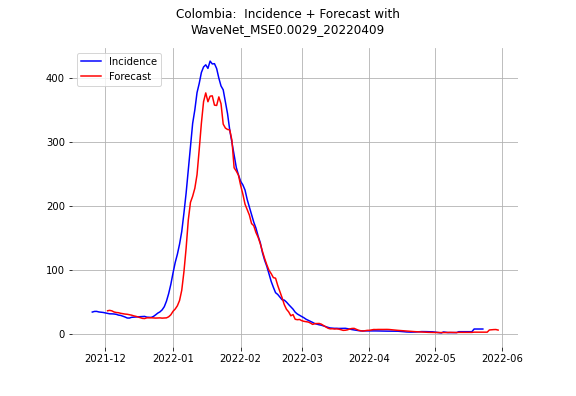 Colombia:  Incidence + Forecast with
WaveNet_MSE0.0029_20220409
Incidence
Forecast
400
300
200
100
0
2021-12 2022-01 2022-02 2022-03 2022-04 2022-05 2022-06